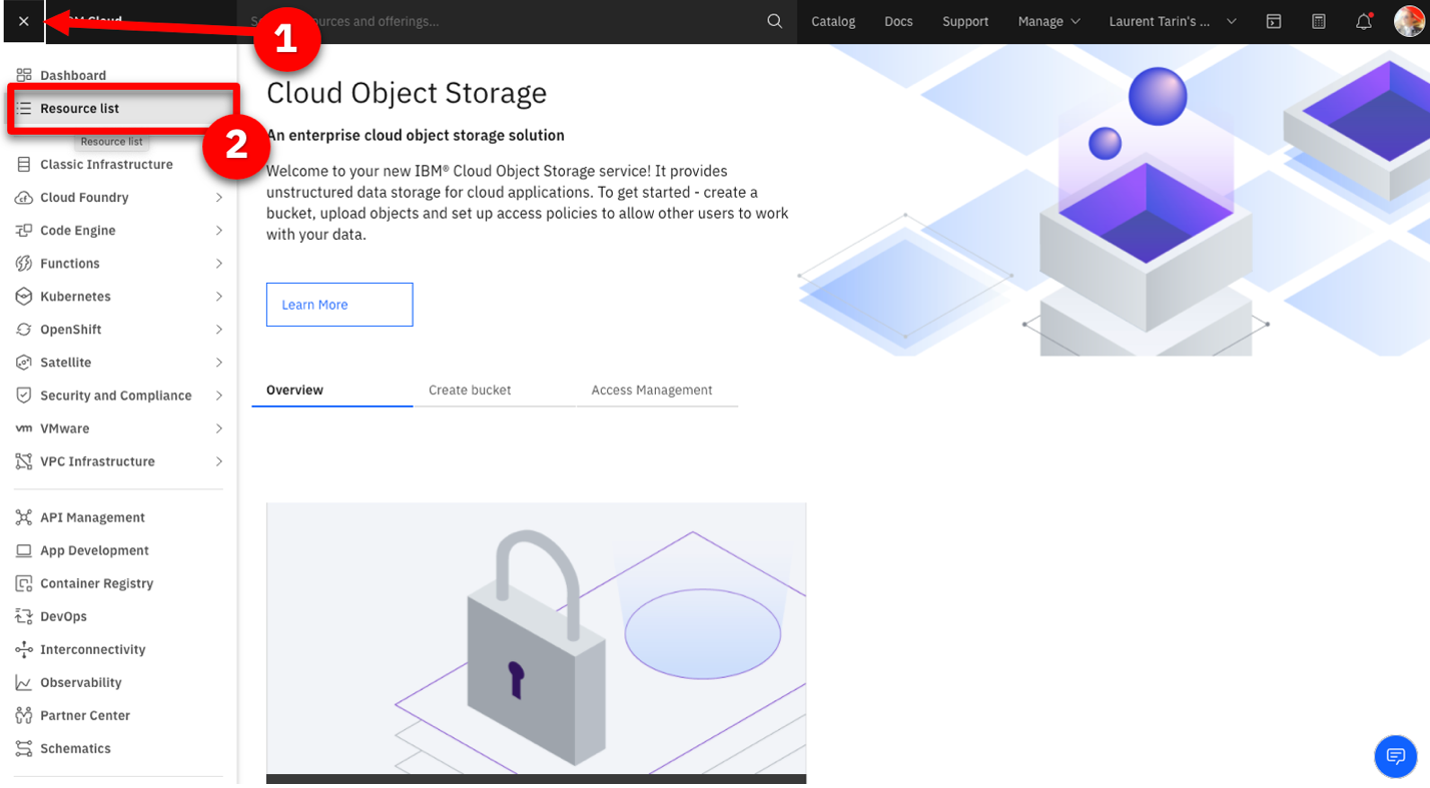 Cloud
ources and offerings...
Catalog
Docs
Support
Manage
Laurent Tarin's ...
1
Dashboard
Resource list
Resource list
2
Classic Infrastructure
Cloud Foundry
Code Engine
Functions
Kubernetes
OpenShift
Satellite
Security and Compliance
vm VMware
VPC Infrastructure
API Management
App Development
Container Registry
DevOps
Interconnectivity
Observability
Partner Center
Schematics
Cloud Object Storage
An enterprise cloud object storage solution
Welcome to your new IBM® Cloud Object Storage service! It provides
unstructured data storage for cloud applications. To get started - create a
bucket, upload objects and set up access policies to allow other users to work
with your data.
Learn More
Overview
Create bucket
Access Management